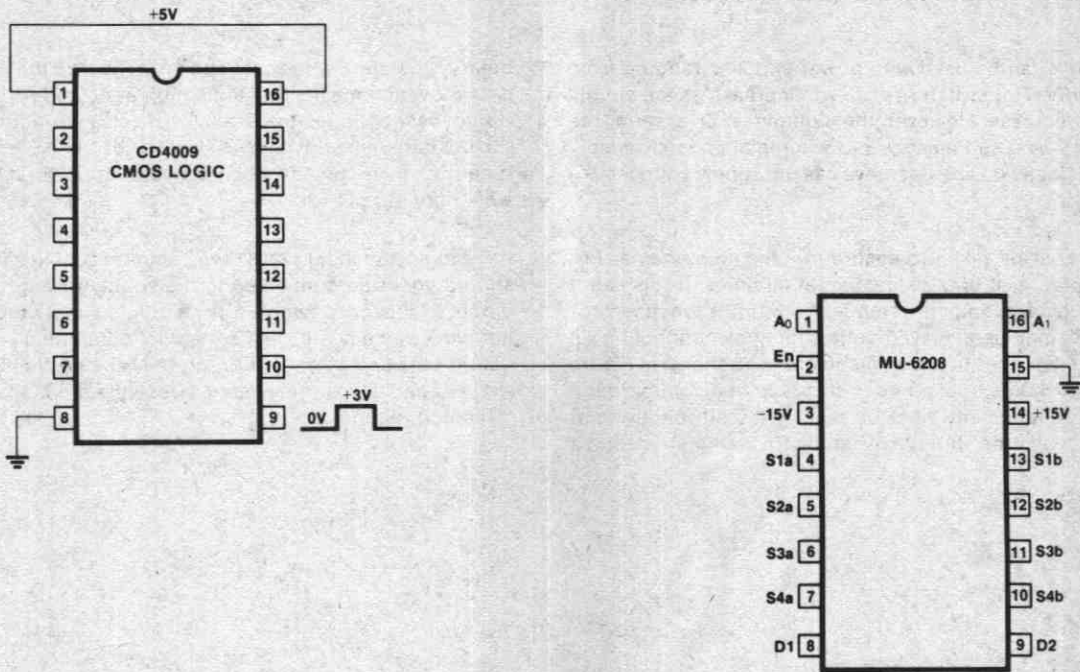 +5V
1
2
3
4
5
6
7
8
CD4009
CMOS LOGIC
16
15
14
13
12
11
10
9
0V
+3V
A0 1
En 2
-15V 3
S1a 4
S2a 5
S3a 6
S4a 7
D1 8
MU-6208
16 A1
15
14 +15V
13 S1b
12 S2b
11 S3b
10 S4b
9 D2